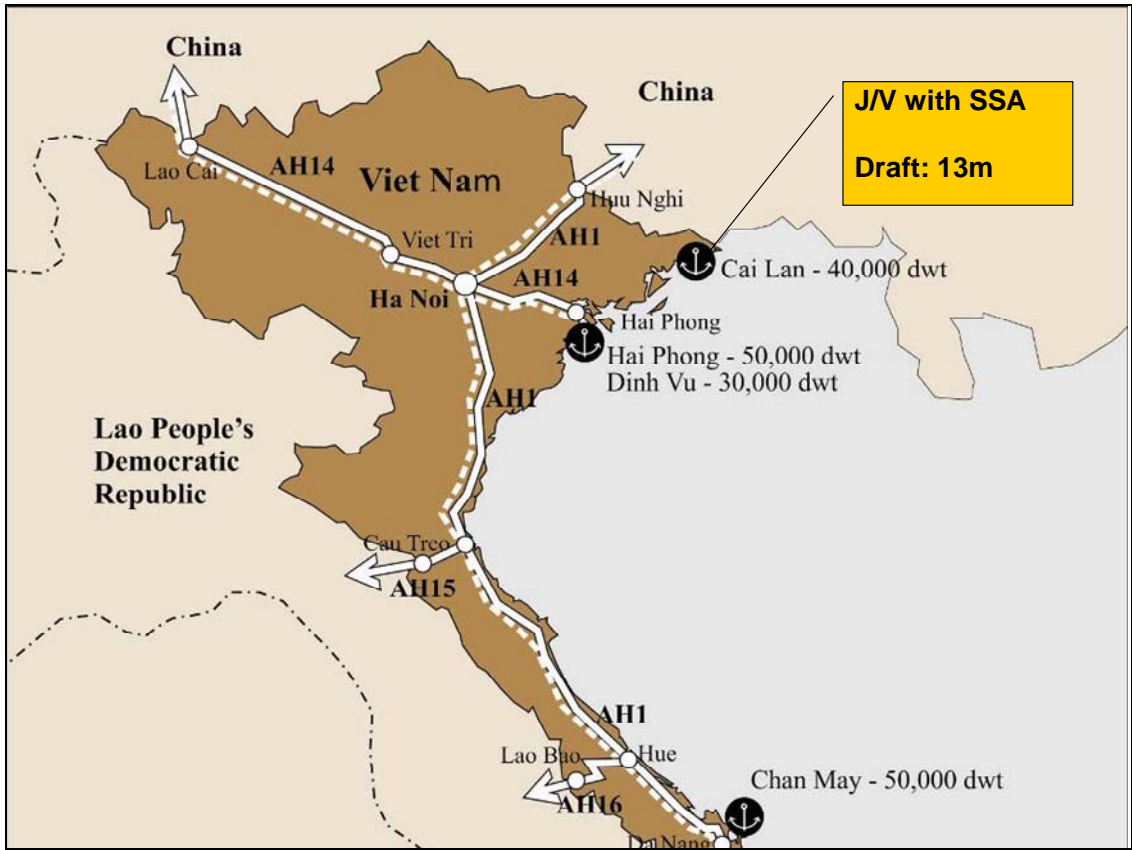 China
China
J/V with SSA
Draft: 13m
Lao Cai
AH14
Viet Nam
Huu Nghi
Viet Tri
AH1
Cai Lan - 40,000 dwt
AH14
Ha Noi
Hai Phong
Hai Phong - 50,000 dwt
Dinh Vu - 30,000 dwt
AH1
Lao People's
Democratic
Republic
Cau Treo
AH15
AH1
Lao Bao
Hue
Chan May - 50,000 dwt
AH16
Da Nang